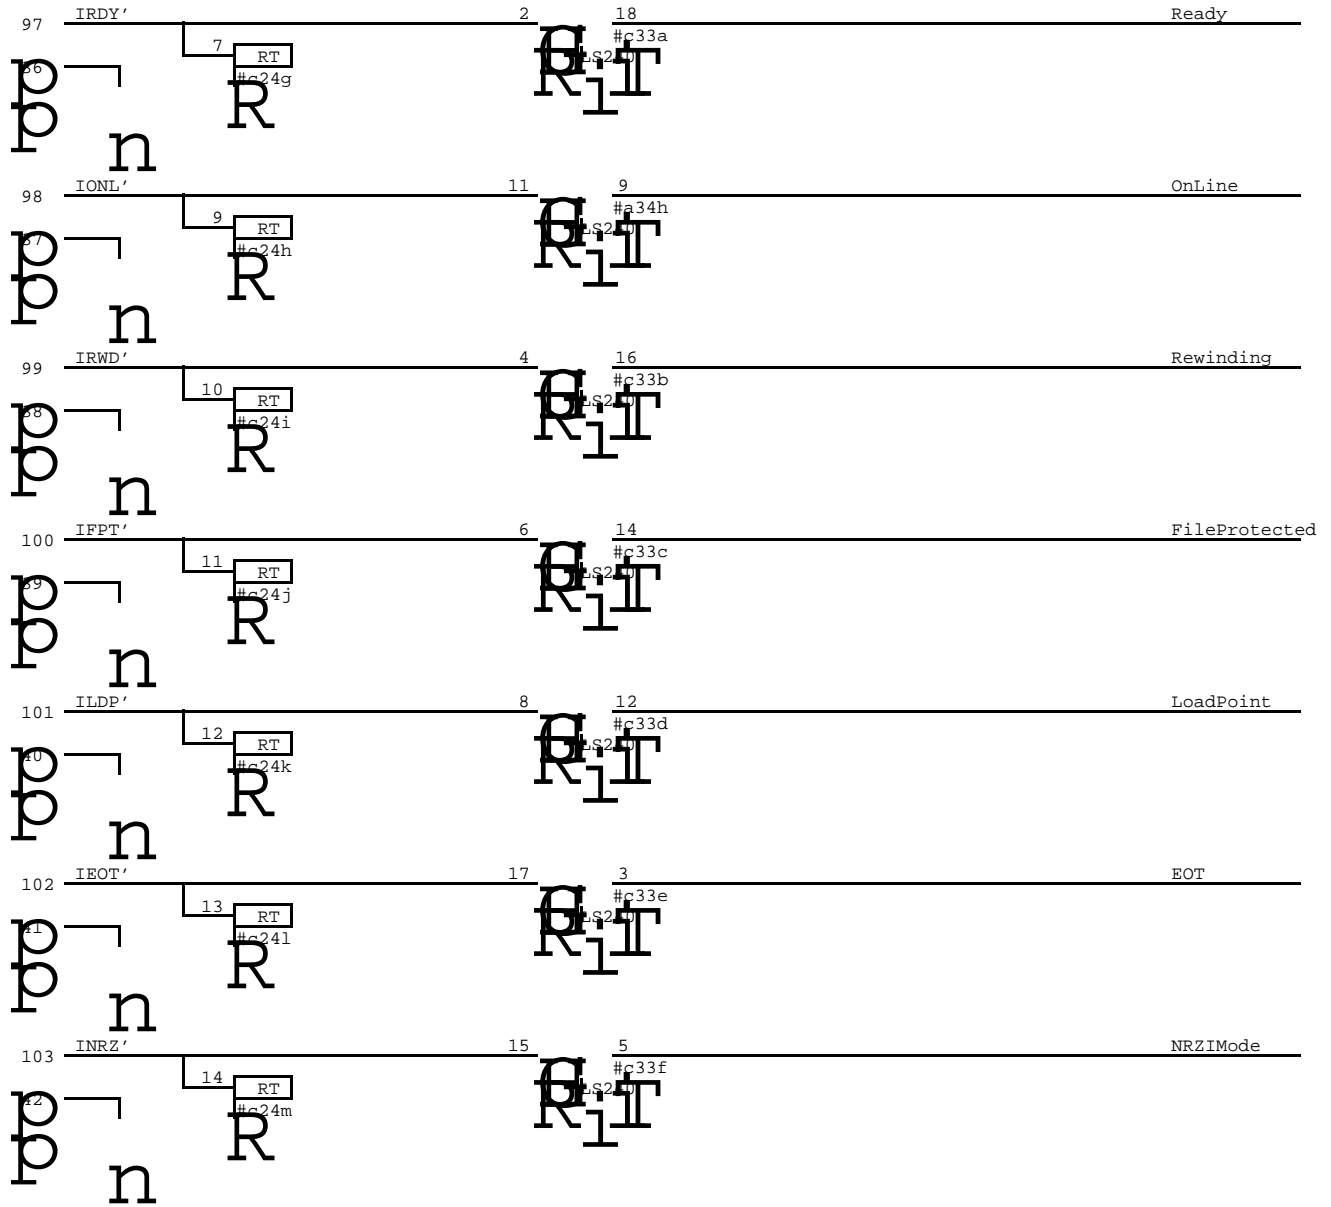 97 IRDY’ 2 18 Ready
#c33a
7 RT
#c24g
p p n R
98 IONL’ 11 9 OnLine
#a34h
9 RT
#c24h
p p n R
99 IRWD’ 4 16 Rewinding
#c33b
10 RT
#c24i
p p n R
100 IFPT’ 6 14 FileProtected
#c33c
11 RT
#c24j
p p n R
101 ILDP’ 8 12 LoadPoint
#c33d
12 RT
#c24k
p p n R
102 IEOT’ 17 3 EOT
#c33e
13 RT
#c24l
p p n R
103 INRZ’ 15 5 NRZIMode
#c33f
14 RT
#c24m
p p n R